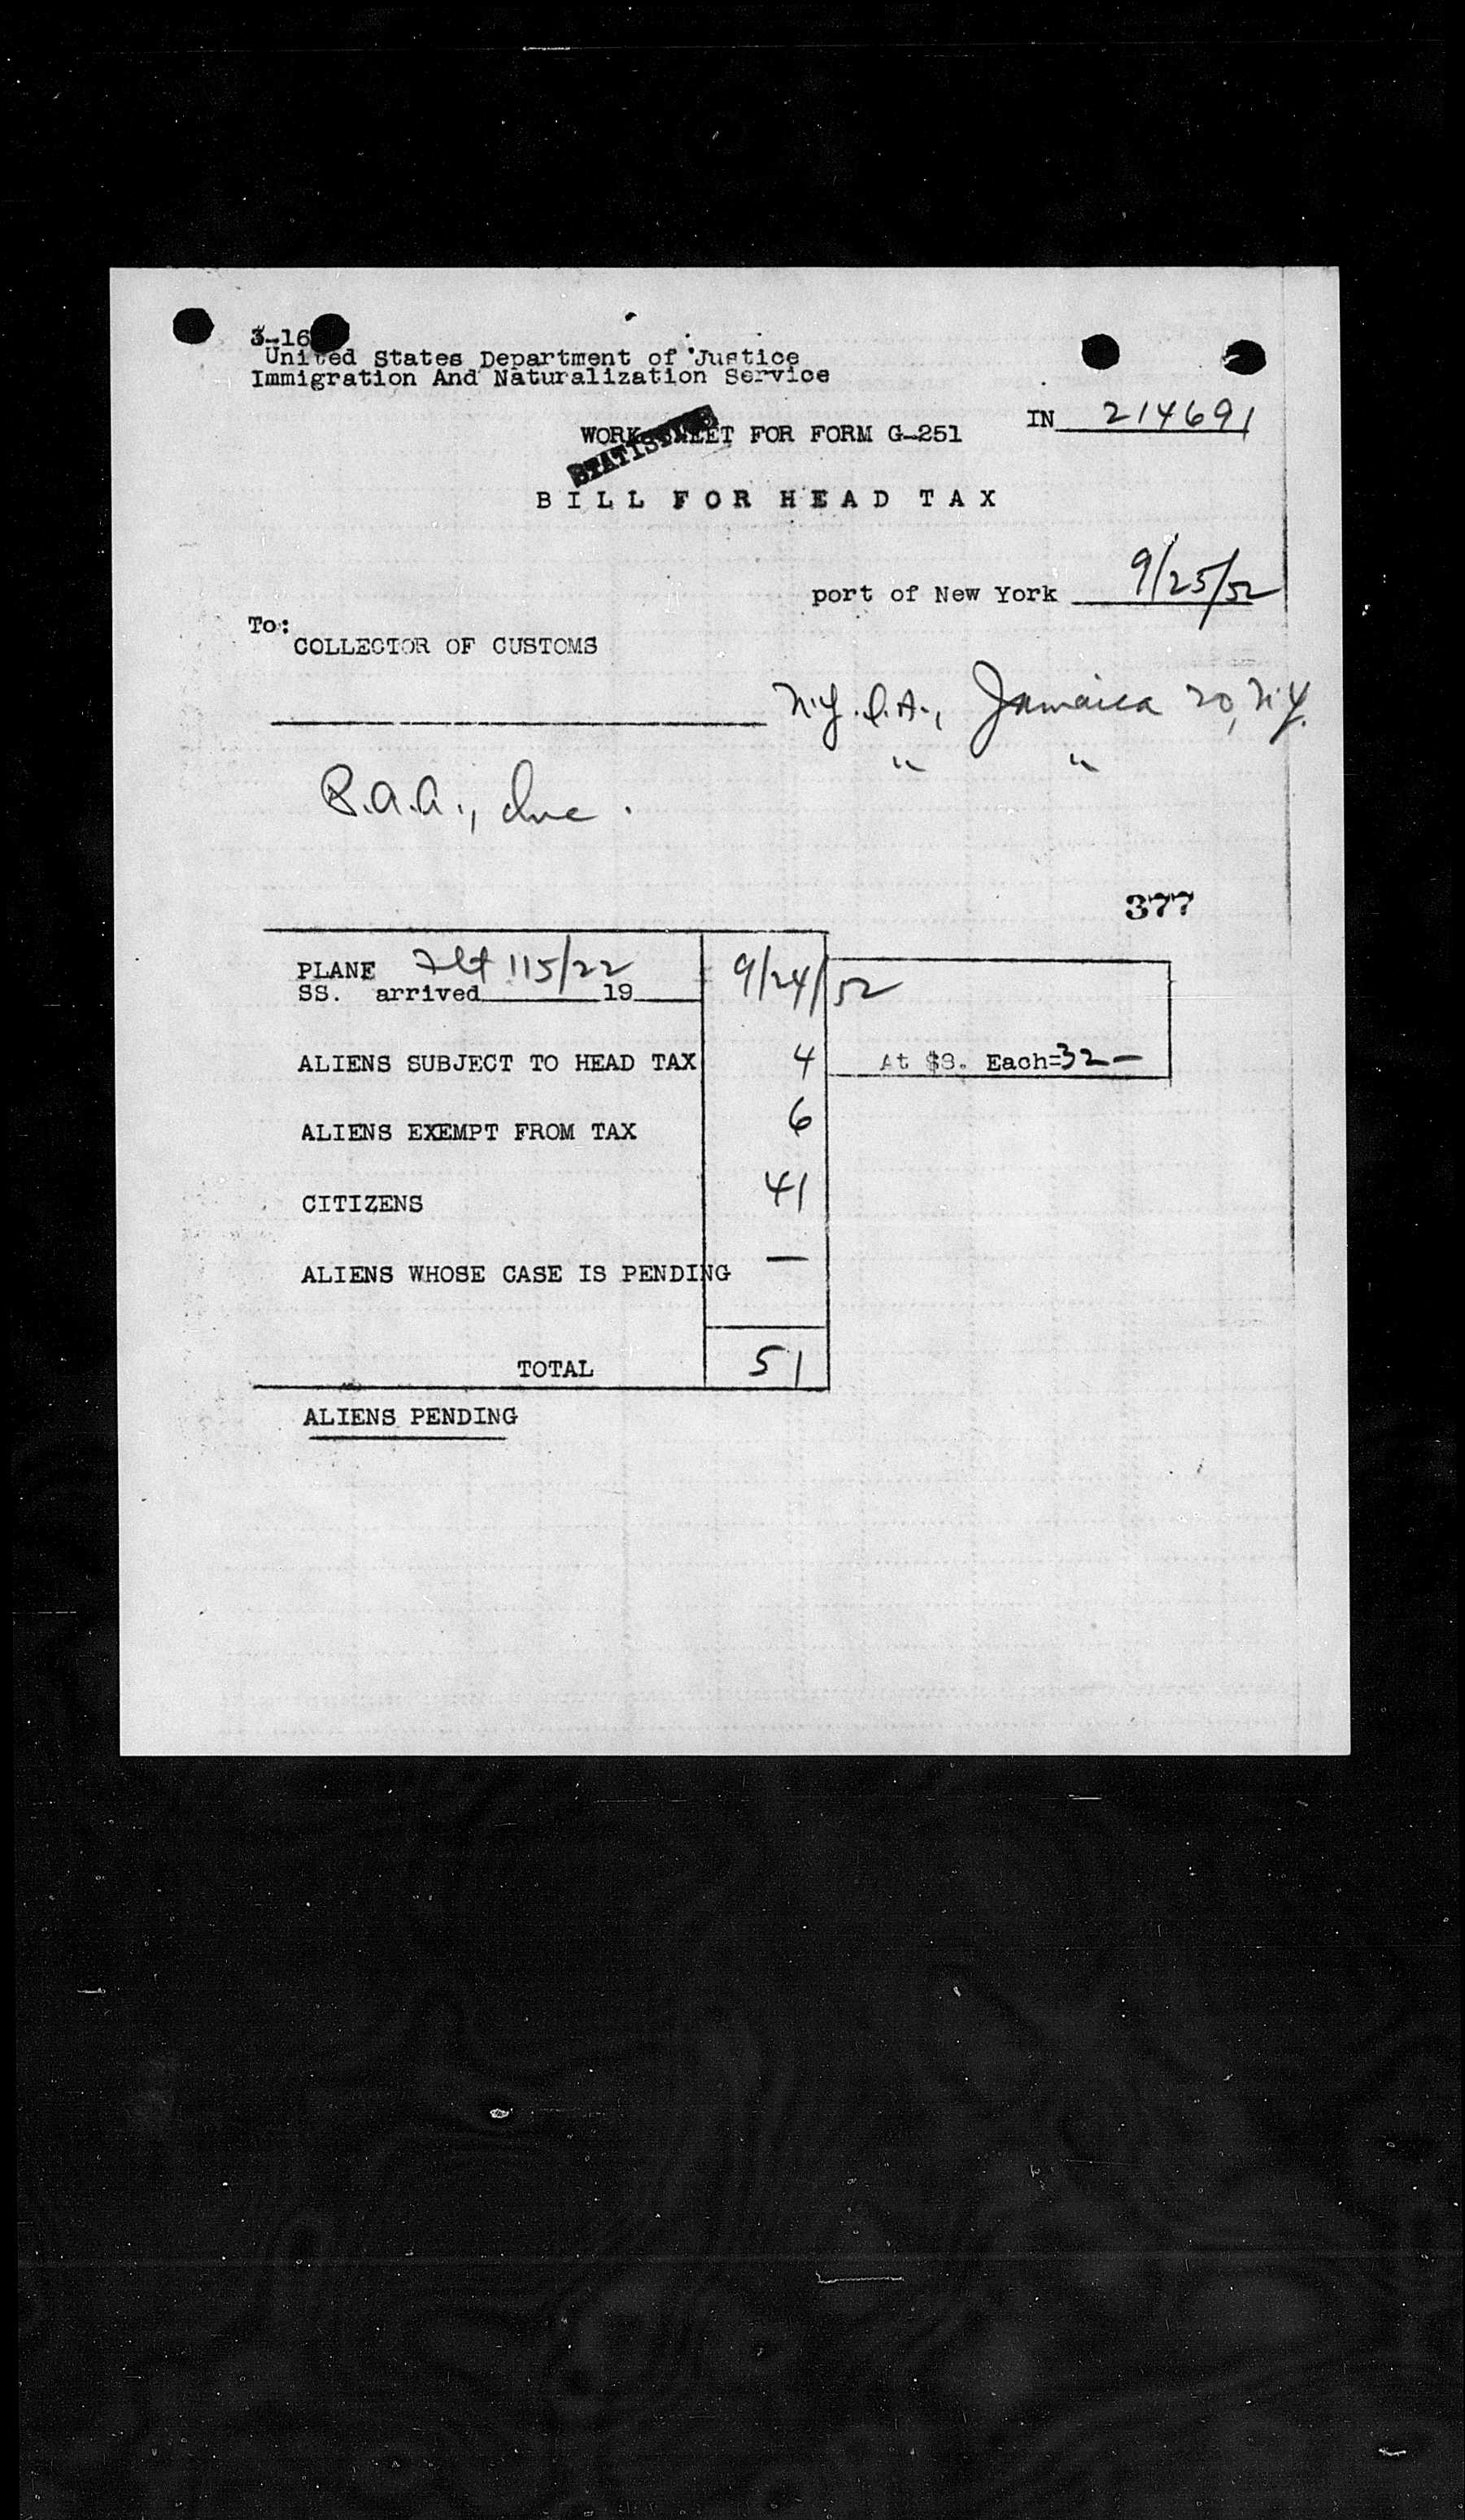 3-16
United States Department of Justice
Immigration And Naturalization Service
IN 214691
WORK SHEET FOR FORM G-251
BILL FOR HEAD TAX
port of New York 9/25/52
To:
COLLECTOR OF CUSTOMS
N.Y.I.A., Jamaica 20, N.Y.
" "
P.A.A., Inc.
377
PLANE Flt 115/22 9/24/52
SS. arrived 19
ALIENS SUBJECT TO HEAD TAX 4 At $8. Each=32-
ALIENS EXEMPT FROM TAX 6
CITIZENS 41
ALIENS WHOSE CASE IS PENDING —
TOTAL 51
ALIENS PENDING